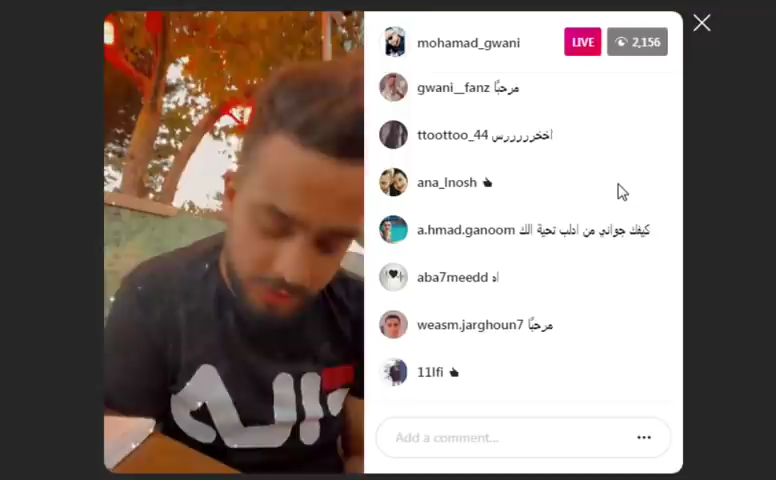 mohamad_gwani
LIVE
2,156
gwani__fanz مرحبًا
ttoottoo_44 اخخرررررس
ana_lnosh
a.hmad.ganoom كيفك جواني من ادلب تحية الك
aba7meedd اه
weasm.jarghoun7 مرحبًا
11lfi
Add a comment...